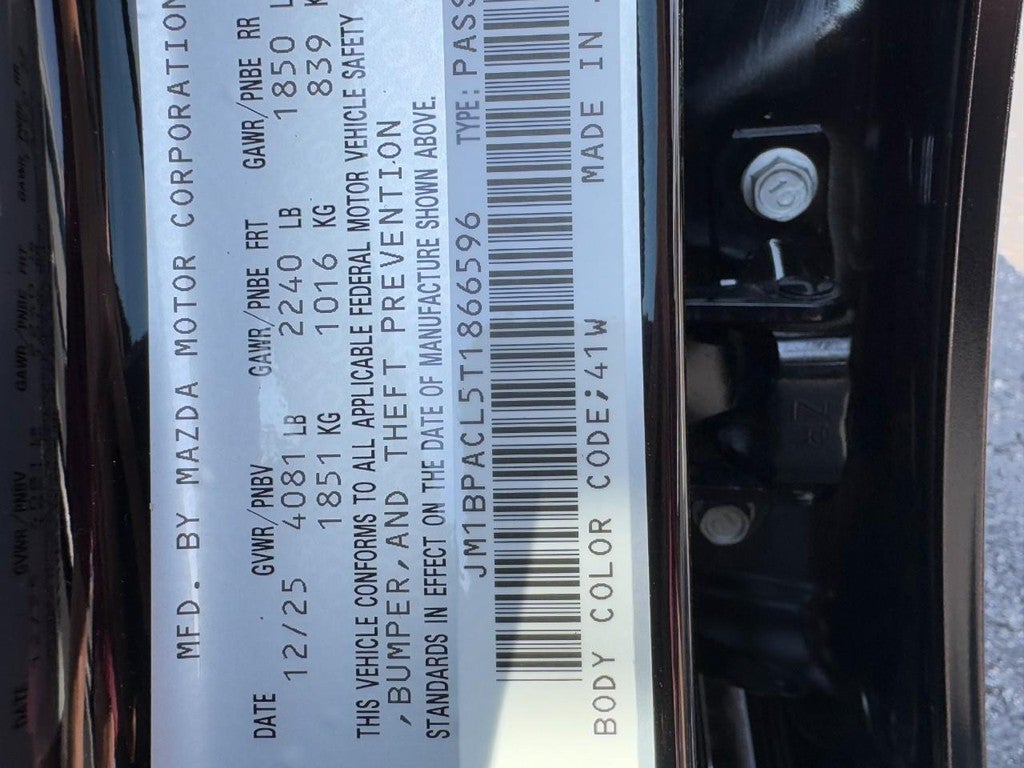 MFD. BY MAZDA MOTOR CORPORATION
DATE GVWR/PNBV GAWR/PNBE FRT GAWR/PNBE RR
12/25 4081 LB 2240 LB 1850 L
1851 KG 1016 KG 839 K
THIS VEHICLE CONFORMS TO ALL APPLICABLE FEDERAL MOTOR VEHICLE SAFETY
,BUMPER,AND THEFT PREVENTION
STANDARDS IN EFFECT ON THE DATE OF MANUFACTURE SHOWN ABOVE.
JM1BPACL5T1866596 TYPE: PASS
BODY COLOR CODE;41W MADE IN